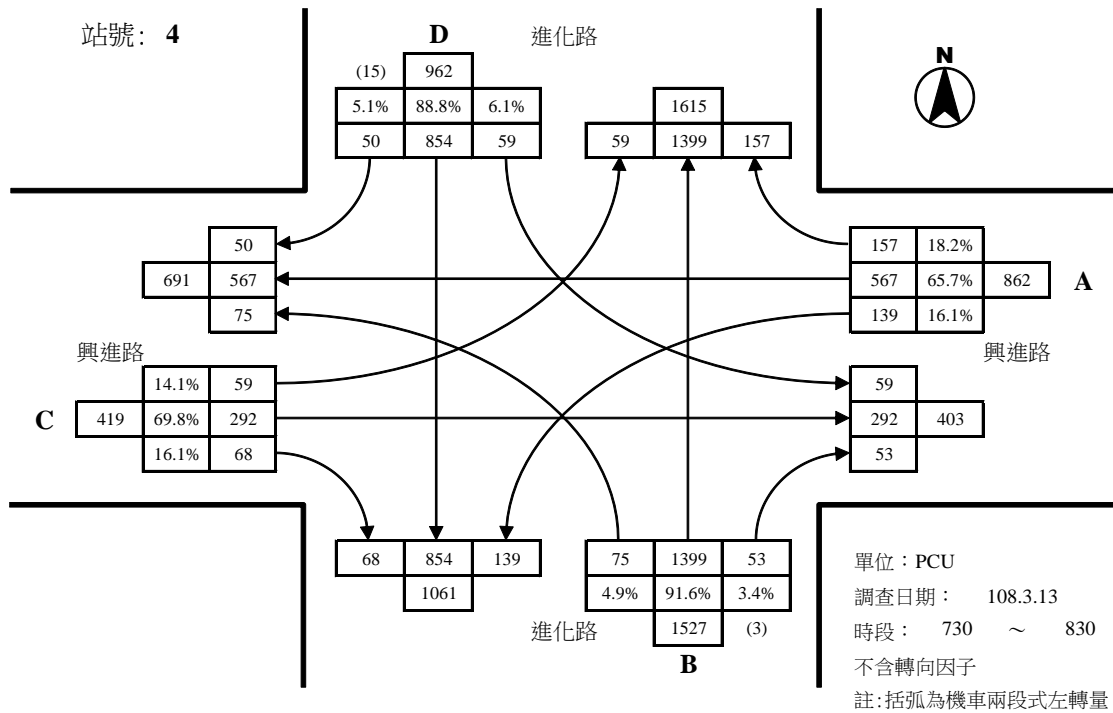 站號: 4
D
進化路
N
(15) 962
5.1% 88.8% 6.1%
50 854 59
1615
59 1399 157
50
691 567
75
157 18.2%
567 65.7% 862
139 16.1%
A
興進路
興進路
14.1% 59
419 69.8% 292
16.1% 68
C
59
292 403
53
68 854 139
1061
75 1399 53
4.9% 91.6% 3.4%
1527 (3)
進化路
B
單位：PCU
調查日期： 108.3.13
時段： 730 ～ 830
不含轉向因子
註:括弧為機車兩段式左轉量